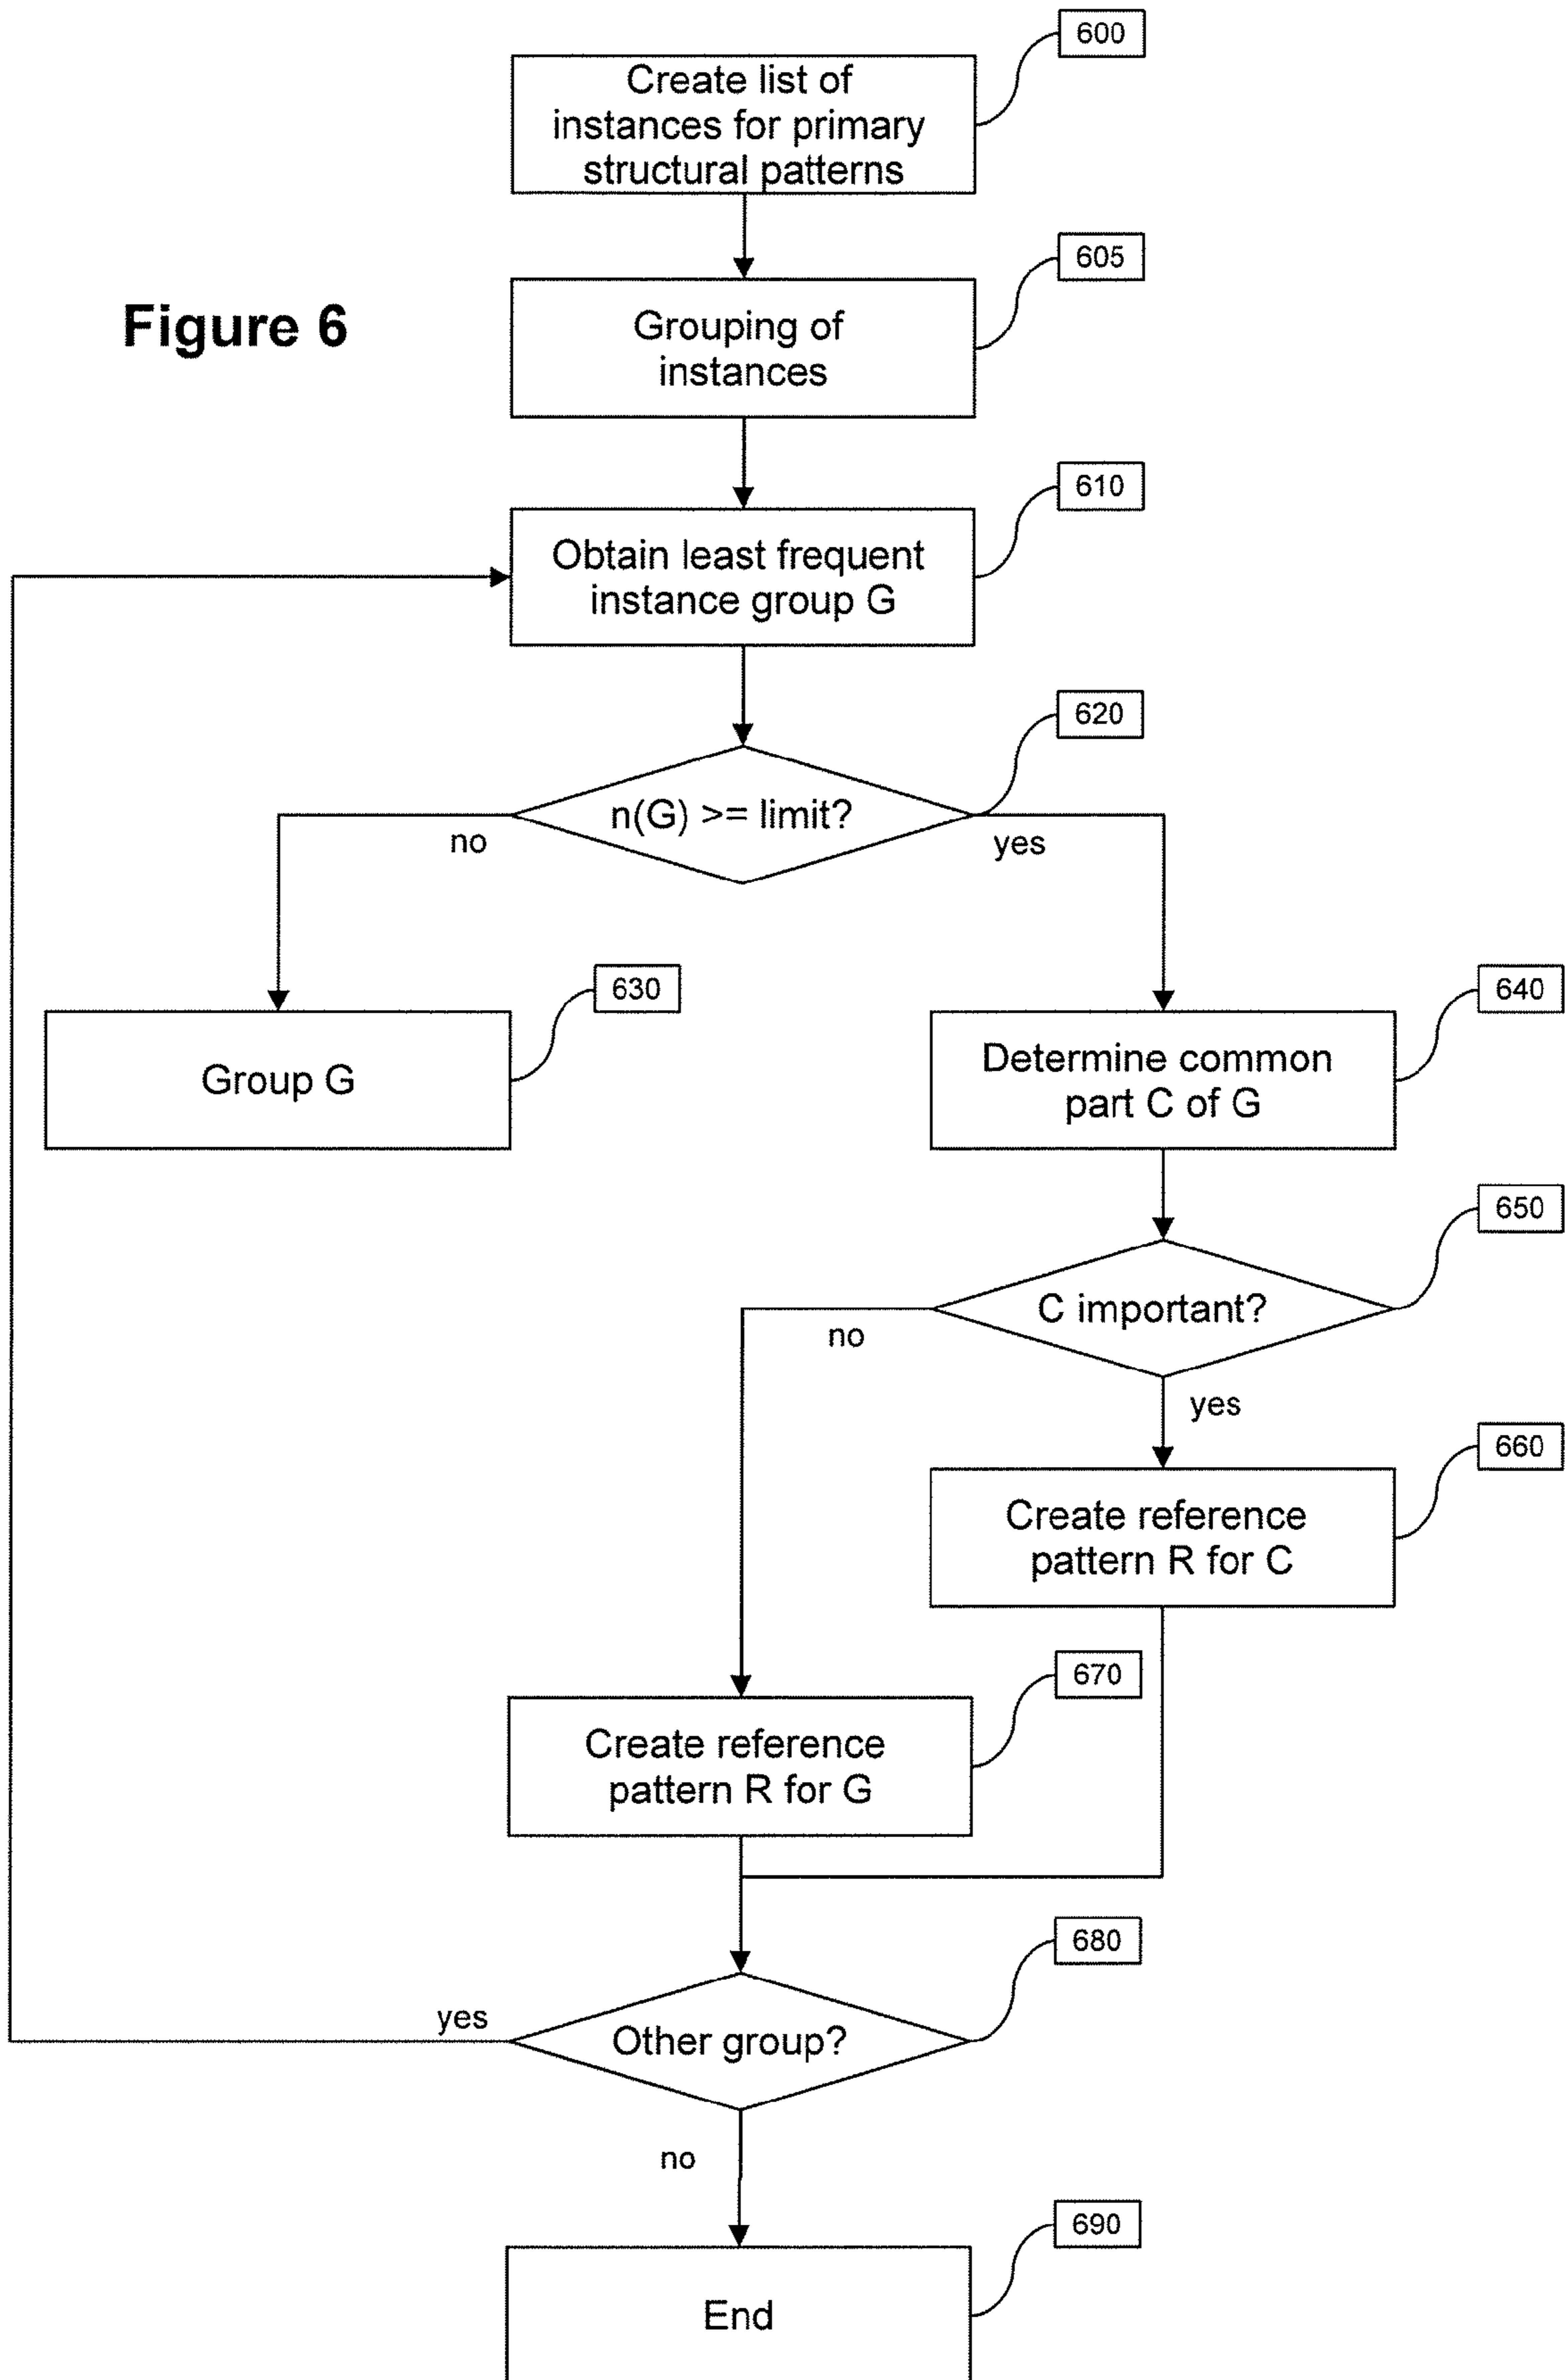 600
Create list of
instances for primary
structural patterns
605
Figure 6
Grouping of
instances
610
Obtain least frequent
instance group G
620
n(G) >= limit?
no
yes
630
640
Group G
Determine common
part C of G
650
C important?
no
yes
660
Create reference
pattern R for C
670
Create reference
pattern R for G
680
yes
Other group?
no
690
End